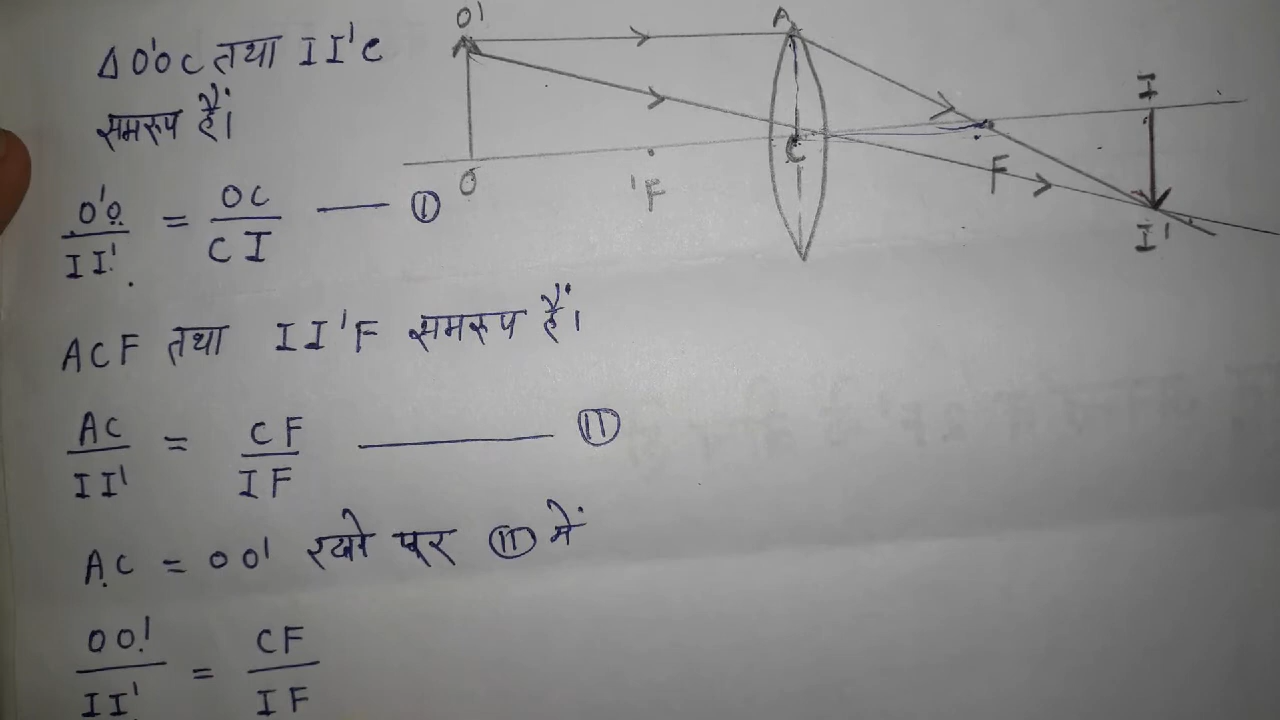 Δ O'OC तथा II'C
समरूप हैं।
O'O/II' = OC/CI — ①
ACF तथा II'F समरूप हैं।
AC/II' = CF/IF — ⑪
AC = OO' रखने पर ⑪ में
OO'/II' = CF/IF
O'
A
O
'F
C
F
I
I'